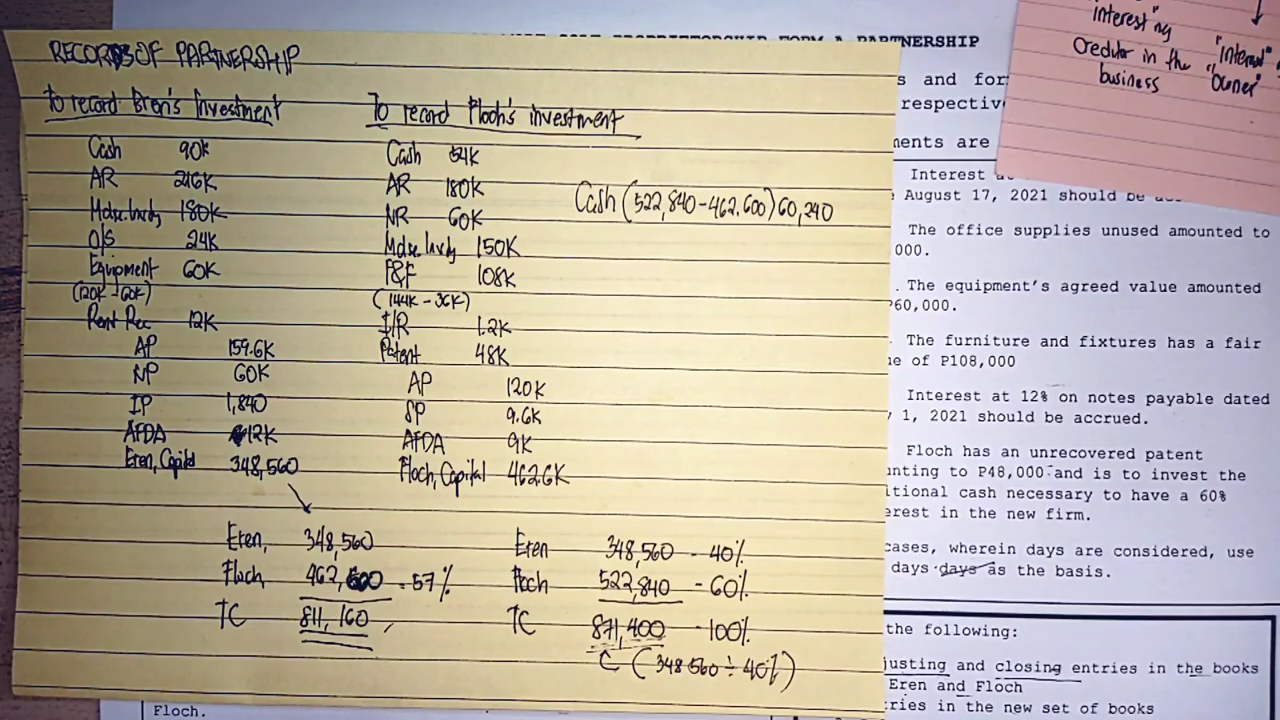 RECORDS OF PARTNERSHIP
To record Eren's Investment
Cash 90K
AR 216K
Mdse. Invty 180K
O/S 24K
Equipment 60K
(120K - 60K)
Rent Rec 12K
AP 159.6K
NP 60K
IP 1,840
AFDA 12K
Eren, Capital 348,560
To record Floch's investment
Cash 54K
AR 180K
NR 60K
Mdse. Invty 150K
F&F 108K
(144K - 36K)
I/R 1.2K
Patent 48K
AP 120K
SP 9.6K
AFDA 9K
Floch, Capital 462.6K
Cash (522,840-462,600) 60,240
Eren, 348,560
Floch, 462,600 - 57%
TC 811,160
Eren 348,560 - 40%
Floch 522,840 - 60%
TC 871,400 - 100%
(348,560 ÷ 40%)
PROPRIETORSHIP FORM A PARTNERSHIP
s and for
respectiv
ments are
Interest
August 17, 2021 should be
The office supplies unused amounted to
000.
. The equipment's agreed value amounted
P60,000.
. The furniture and fixtures has a fair
ue of P108,000
Interest at 12% on notes payable dated
y 1, 2021 should be accrued.
Floch has an unrecovered patent
unting to P48,000 and is to invest the
itional cash necessary to have a 60%
erest in the new firm.
cases, wherein days are considered, use
days days as the basis.
the following:
justing and closing entries in the books
Eren and Floch
ries in the new set of books
Floch.
interest ng
Creditor in the
business
"interest"
"Owner"